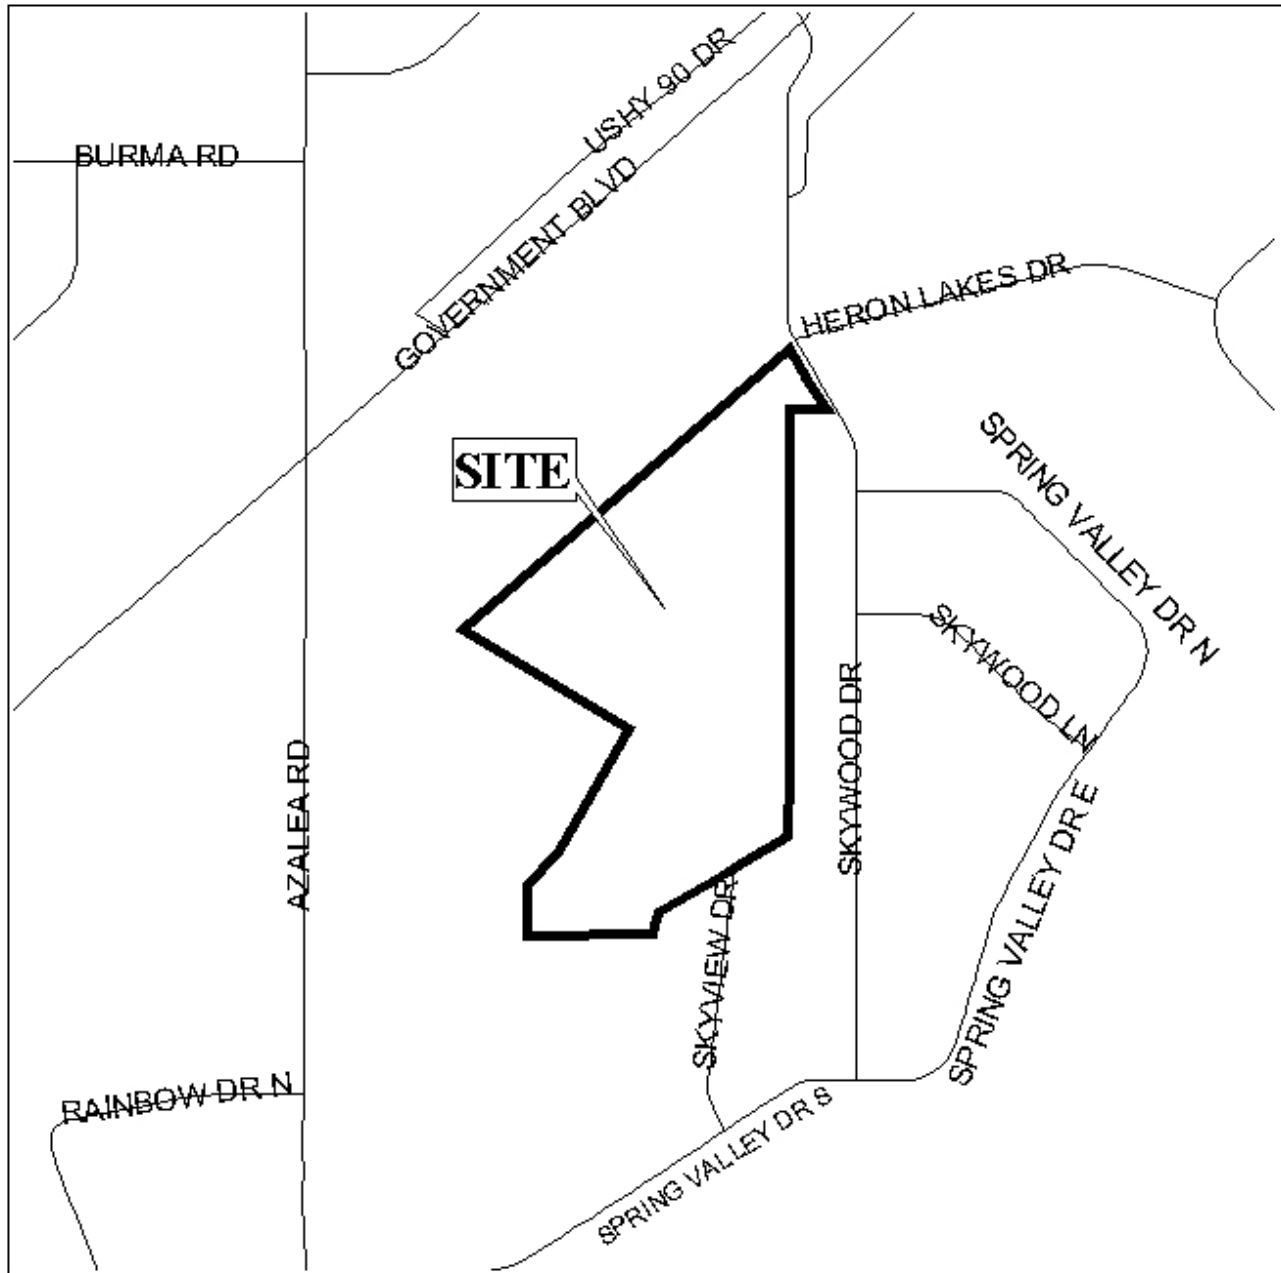 USHY 90 DR
BURMA RD
GOVERNMENT BLVD
HERON LAKES DR
SITE
SPRING VALLEY DR N
SKYWOOD LN
SKYWOOD DR
AZALEA RD
SPRING VALLEY DR E
SKYVIEW DR
RAINBOW DR N
SPRING VALLEY DR S